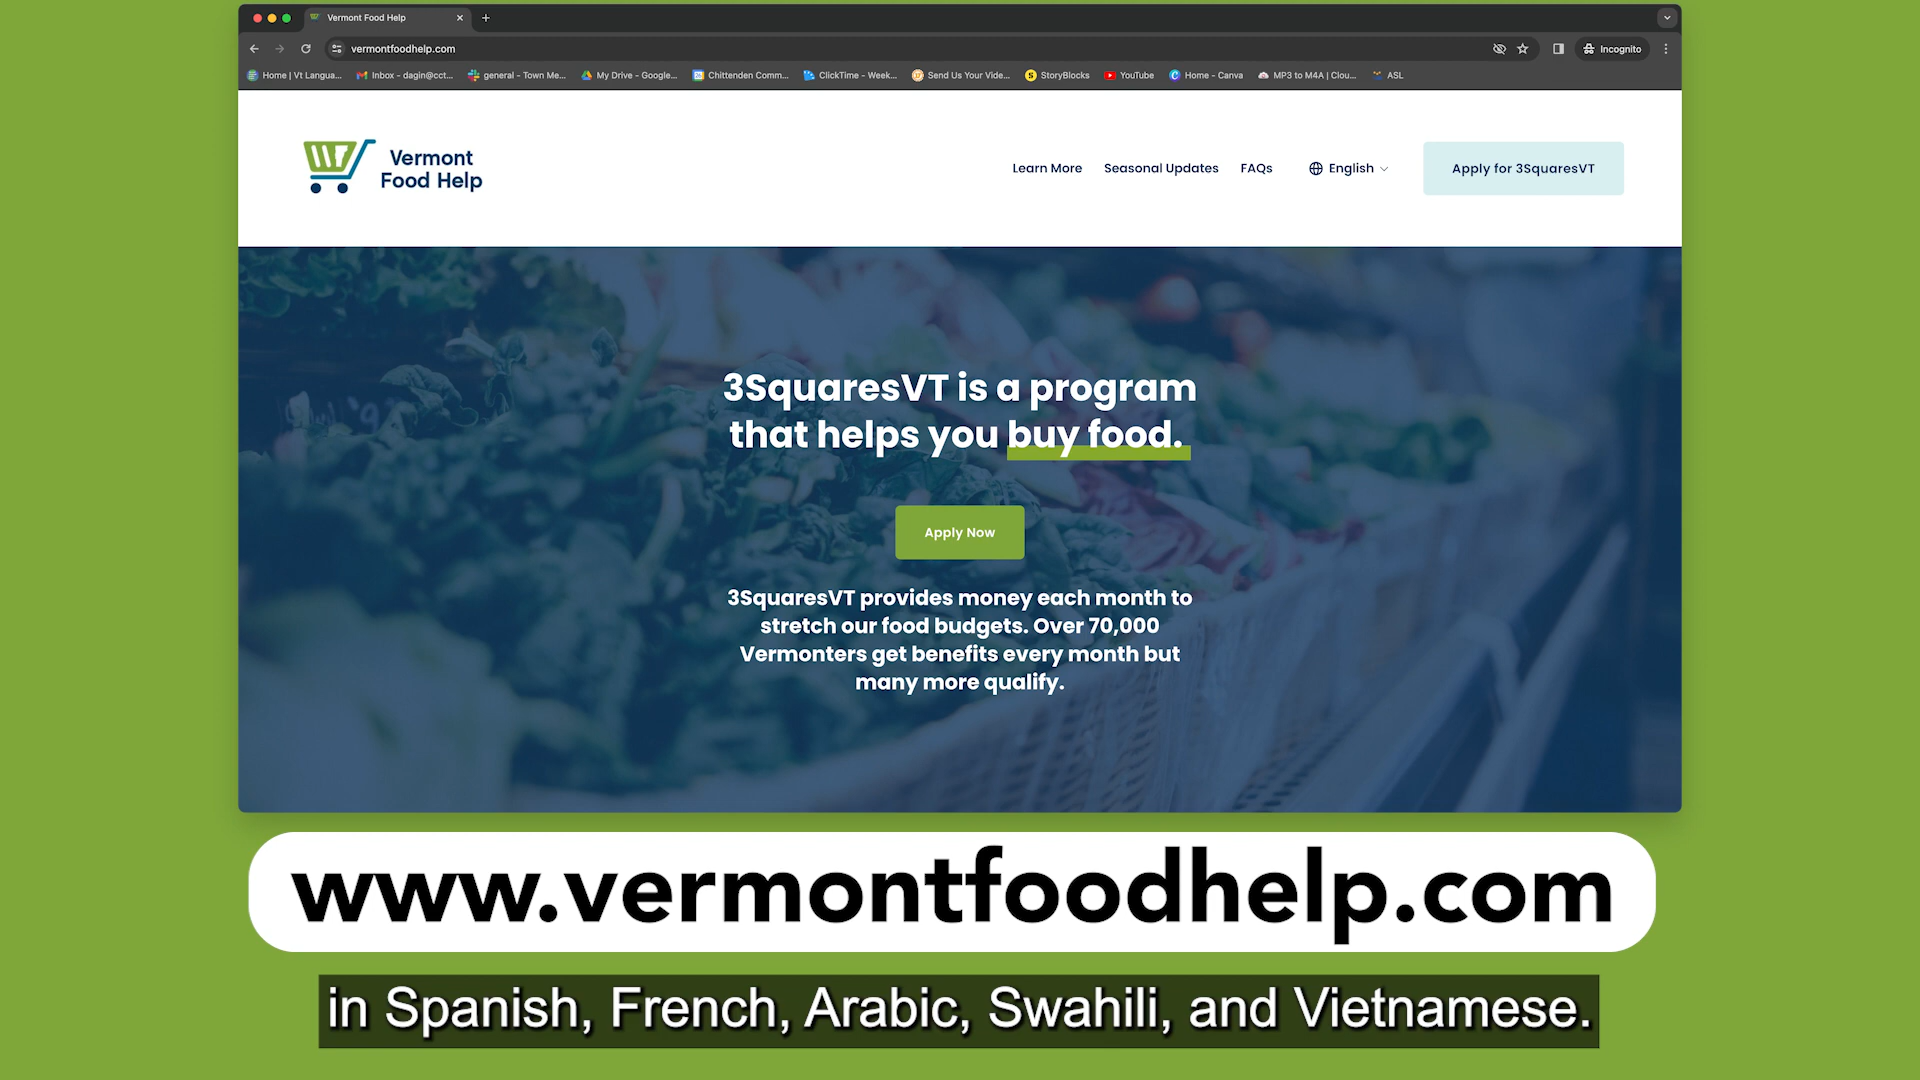 Vermont Food Help
vermontfoodhelp.com
Incognito
Home | Vt Langua...
Inbox - dagin@cct...
general - Town Me...
My Drive - Google...
Chittenden Comm...
ClickTime - Week...
Send Us Your Vide...
StoryBlocks
YouTube
Home - Canva
MP3 to M4A | Clou...
ASL
Vermont
Food Help
Learn More
Seasonal Updates
FAQs
English
Apply for 3SquaresVT
3SquaresVT is a program
that helps you buy food.
Apply Now
3SquaresVT provides money each month to
stretch our food budgets. Over 70,000
Vermonters get benefits every month but
many more qualify.
www.vermontfoodhelp.com
in Spanish, French, Arabic, Swahili, and Vietnamese.